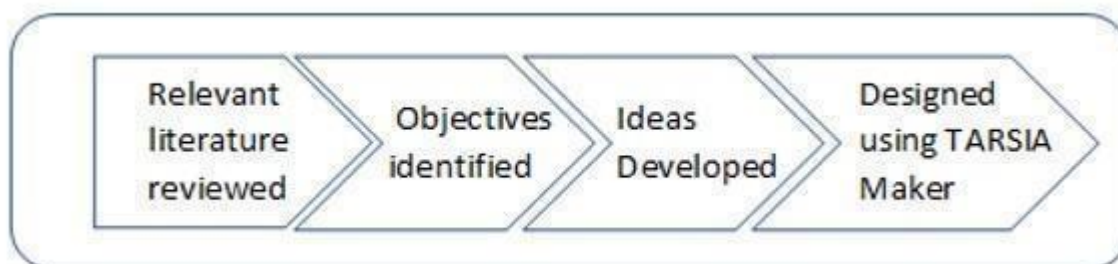 Relevant
literature
reviewed
Objectives
identified
Ideas
Developed
Designed
using TARSIA
Maker